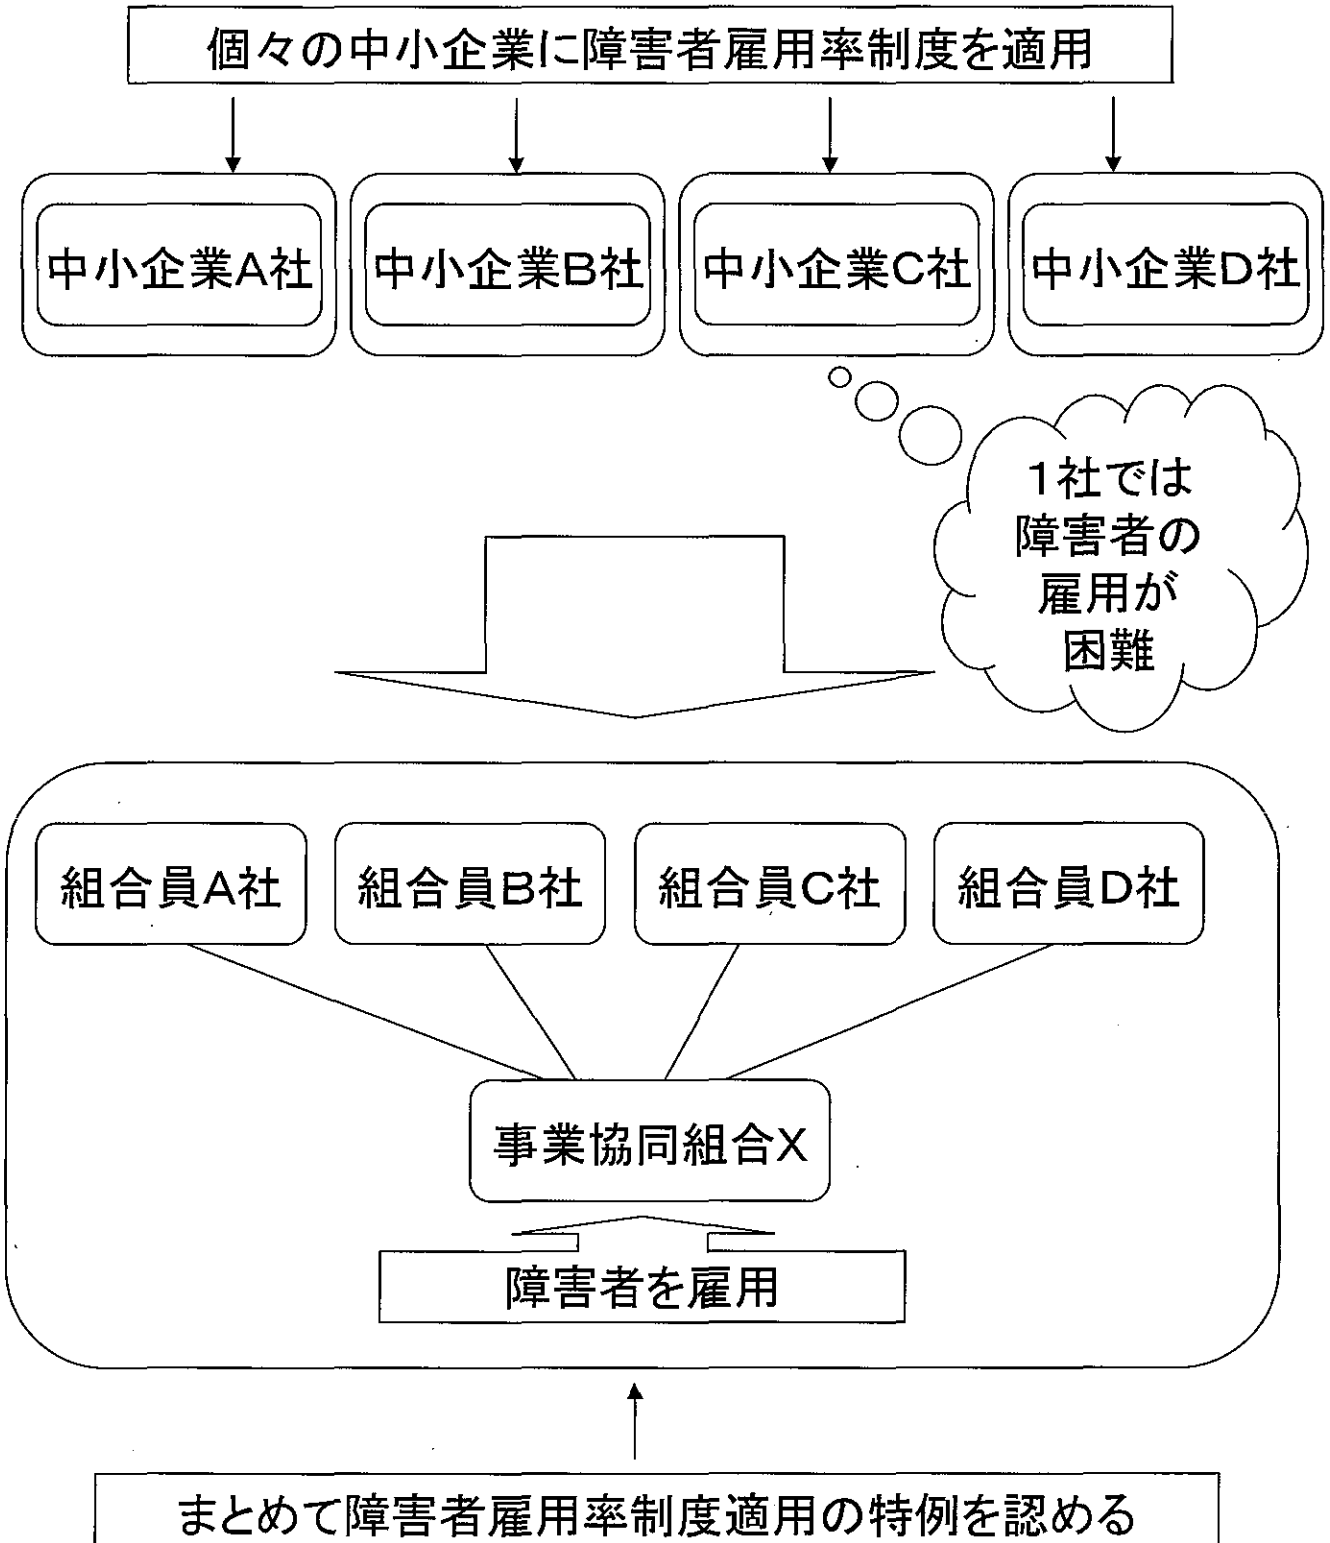 個々の中小企業に障害者雇用率制度を適用
中小企業A社
中小企業B社
中小企業C社
中小企業D社
1社では
障害者の
雇用が
困難
組合員A社
組合員B社
組合員C社
組合員D社
事業協同組合X
障害者を雇用
まとめて障害者雇用率制度適用の特例を認める